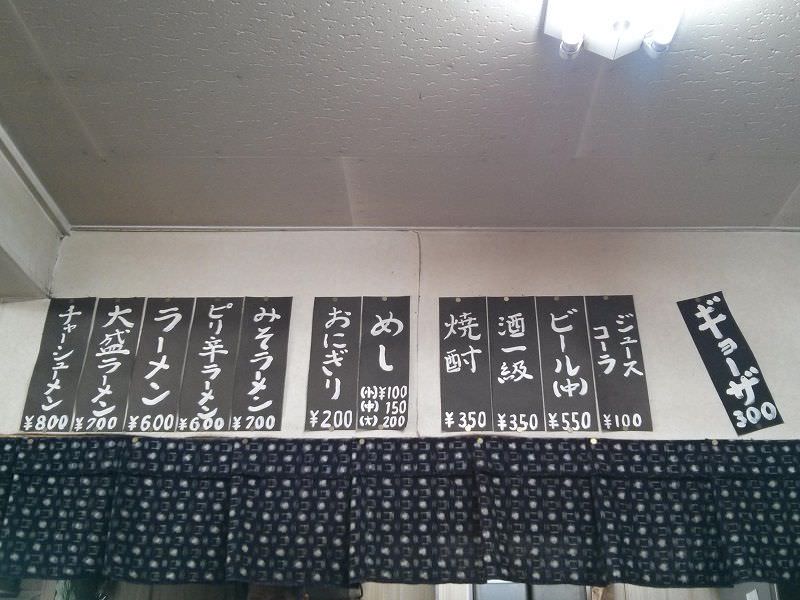 チャーシューメン
¥800
大盛ラーメン
¥700
ラーメン
¥600
ピリ辛ラーメン
¥600
みそラーメン
¥700
おにぎり
¥200
めし
(小)¥100
(中) 150
(大) 200
焼酎
¥350
酒一級
¥350
ビール(中)
¥550
ジュース
コーラ
¥100
ギョーザ
300